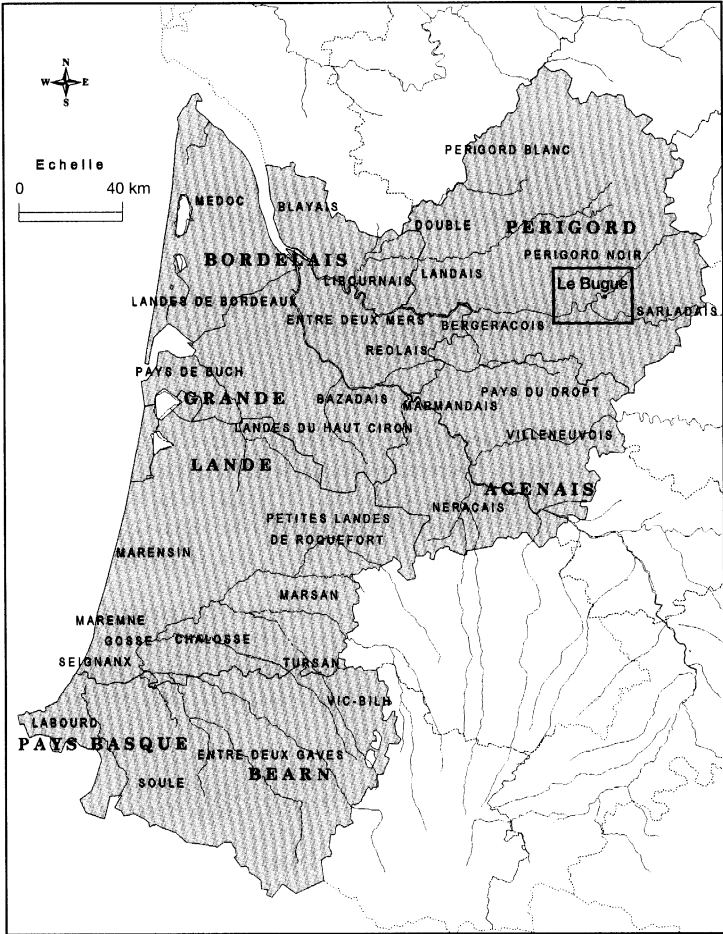 N
W E
S
Echelle
0 40 km
PERIGORD BLANC
MEDOC
BLAYAIS
DOUBLE
PERIGORD
BORDELAIS
PERIGORD NOIR
LIBOURNAIS
LANDAIS
Le Bugue
LANDES DE BORDEAUX
SARLADAIS
ENTRE DEUX MERS
BERGERACOIS
REOLAIS
PAYS DE BUCH
GRANDE
BAZADAIS
PAYS DU DROPT
MARMANDAIS
LANDES DU HAUT CIRON
VILLENEUVOIS
LANDE
AGENAIS
NERACAIS
PETITES LANDES
DE ROQUEFORT
MARENSIN
MARSAN
MAREMNE
GOSSE
CHALOSSE
SEIGNANX
TURSAN
VIC-BILH
LABOURD
PAYS BASQUE
ENTRE DEUX GAVES
BEARN
SOULE